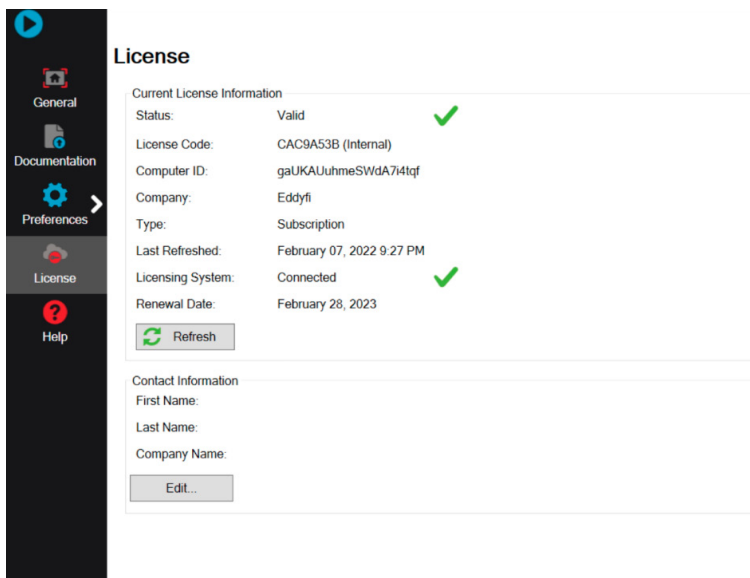 License
General
Documentation
Preferences
License
Help
Current License Information
Status: Valid
License Code: CAC9A53B (Internal)
Computer ID: gaUKAUuhmeSWdA7i4tqf
Company: Eddyfi
Type: Subscription
Last Refreshed: February 07, 2022 9:27 PM
Licensing System: Connected
Renewal Date: February 28, 2023
Refresh
Contact Information
First Name:
Last Name:
Company Name:
Edit...